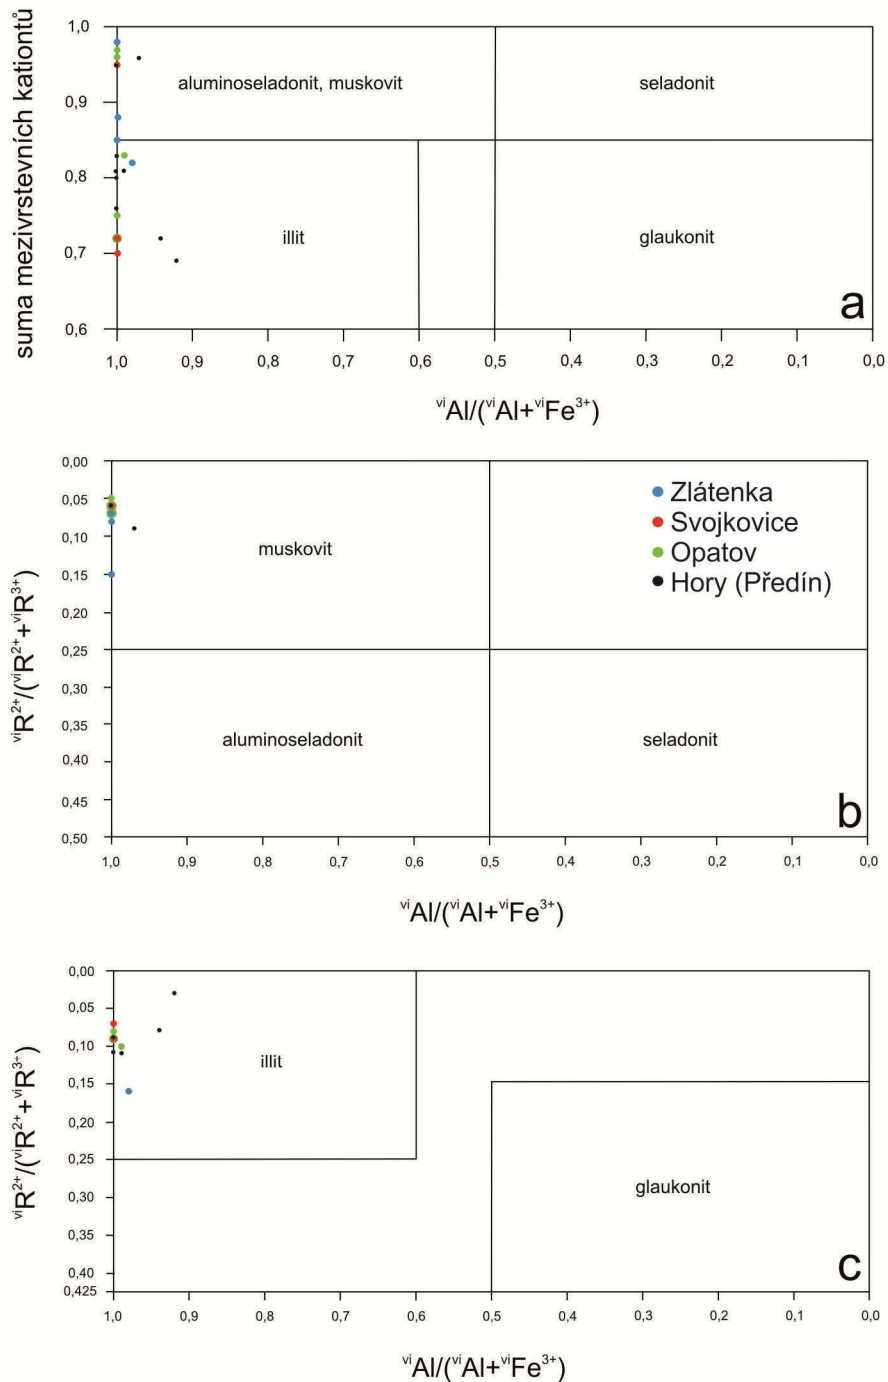 suma mezivrstevních kationtů
1,0
0,9
0,8
0,7
0,6
aluminoseladonit, muskovit
seladonit
illit
glaukonit
a
1,0 0,9 0,8 0,7 0,6 0,5 0,4 0,3 0,2 0,1 0,0
viAl/(viAl+viFe3+)
viR2+/(viR2++viR3+)
0,00
0,05
0,10
0,15
0,20
0,25
0,30
0,35
0,40
0,45
0,50
Zlátenka
Svojkovice
Opatov
Hory (Předín)
muskovit
aluminoseladonit
seladonit
b
1,0 0,9 0,8 0,7 0,6 0,5 0,4 0,3 0,2 0,1 0,0
viAl/(viAl+viFe3+)
viR2+/(viR2++viR3+)
0,00
0,05
0,10
0,15
0,20
0,25
0,30
0,35
0,40
0,425
illit
glaukonit
c
1,0 0,9 0,8 0,7 0,6 0,5 0,4 0,3 0,2 0,1 0,0
viAl/(viAl+viFe3+)